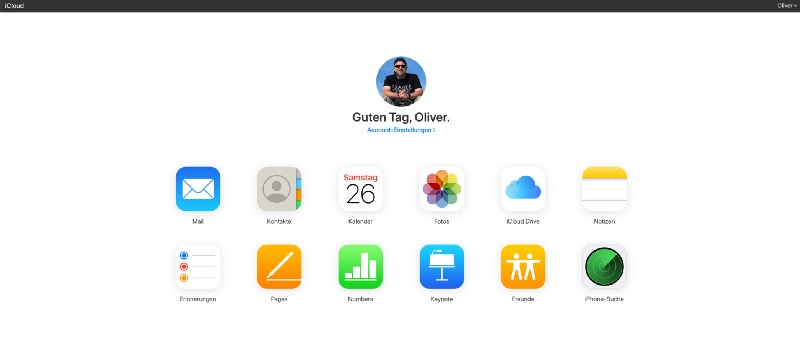 iCloud
Oliver
Guten Tag, Oliver.
Account-Einstellungen >
Samstag
26
Mail
Kontakte
Kalender
Fotos
iCloud Drive
Notizen
Erinnerungen
Pages
Numbers
Keynote
Freunde
iPhone-Suche